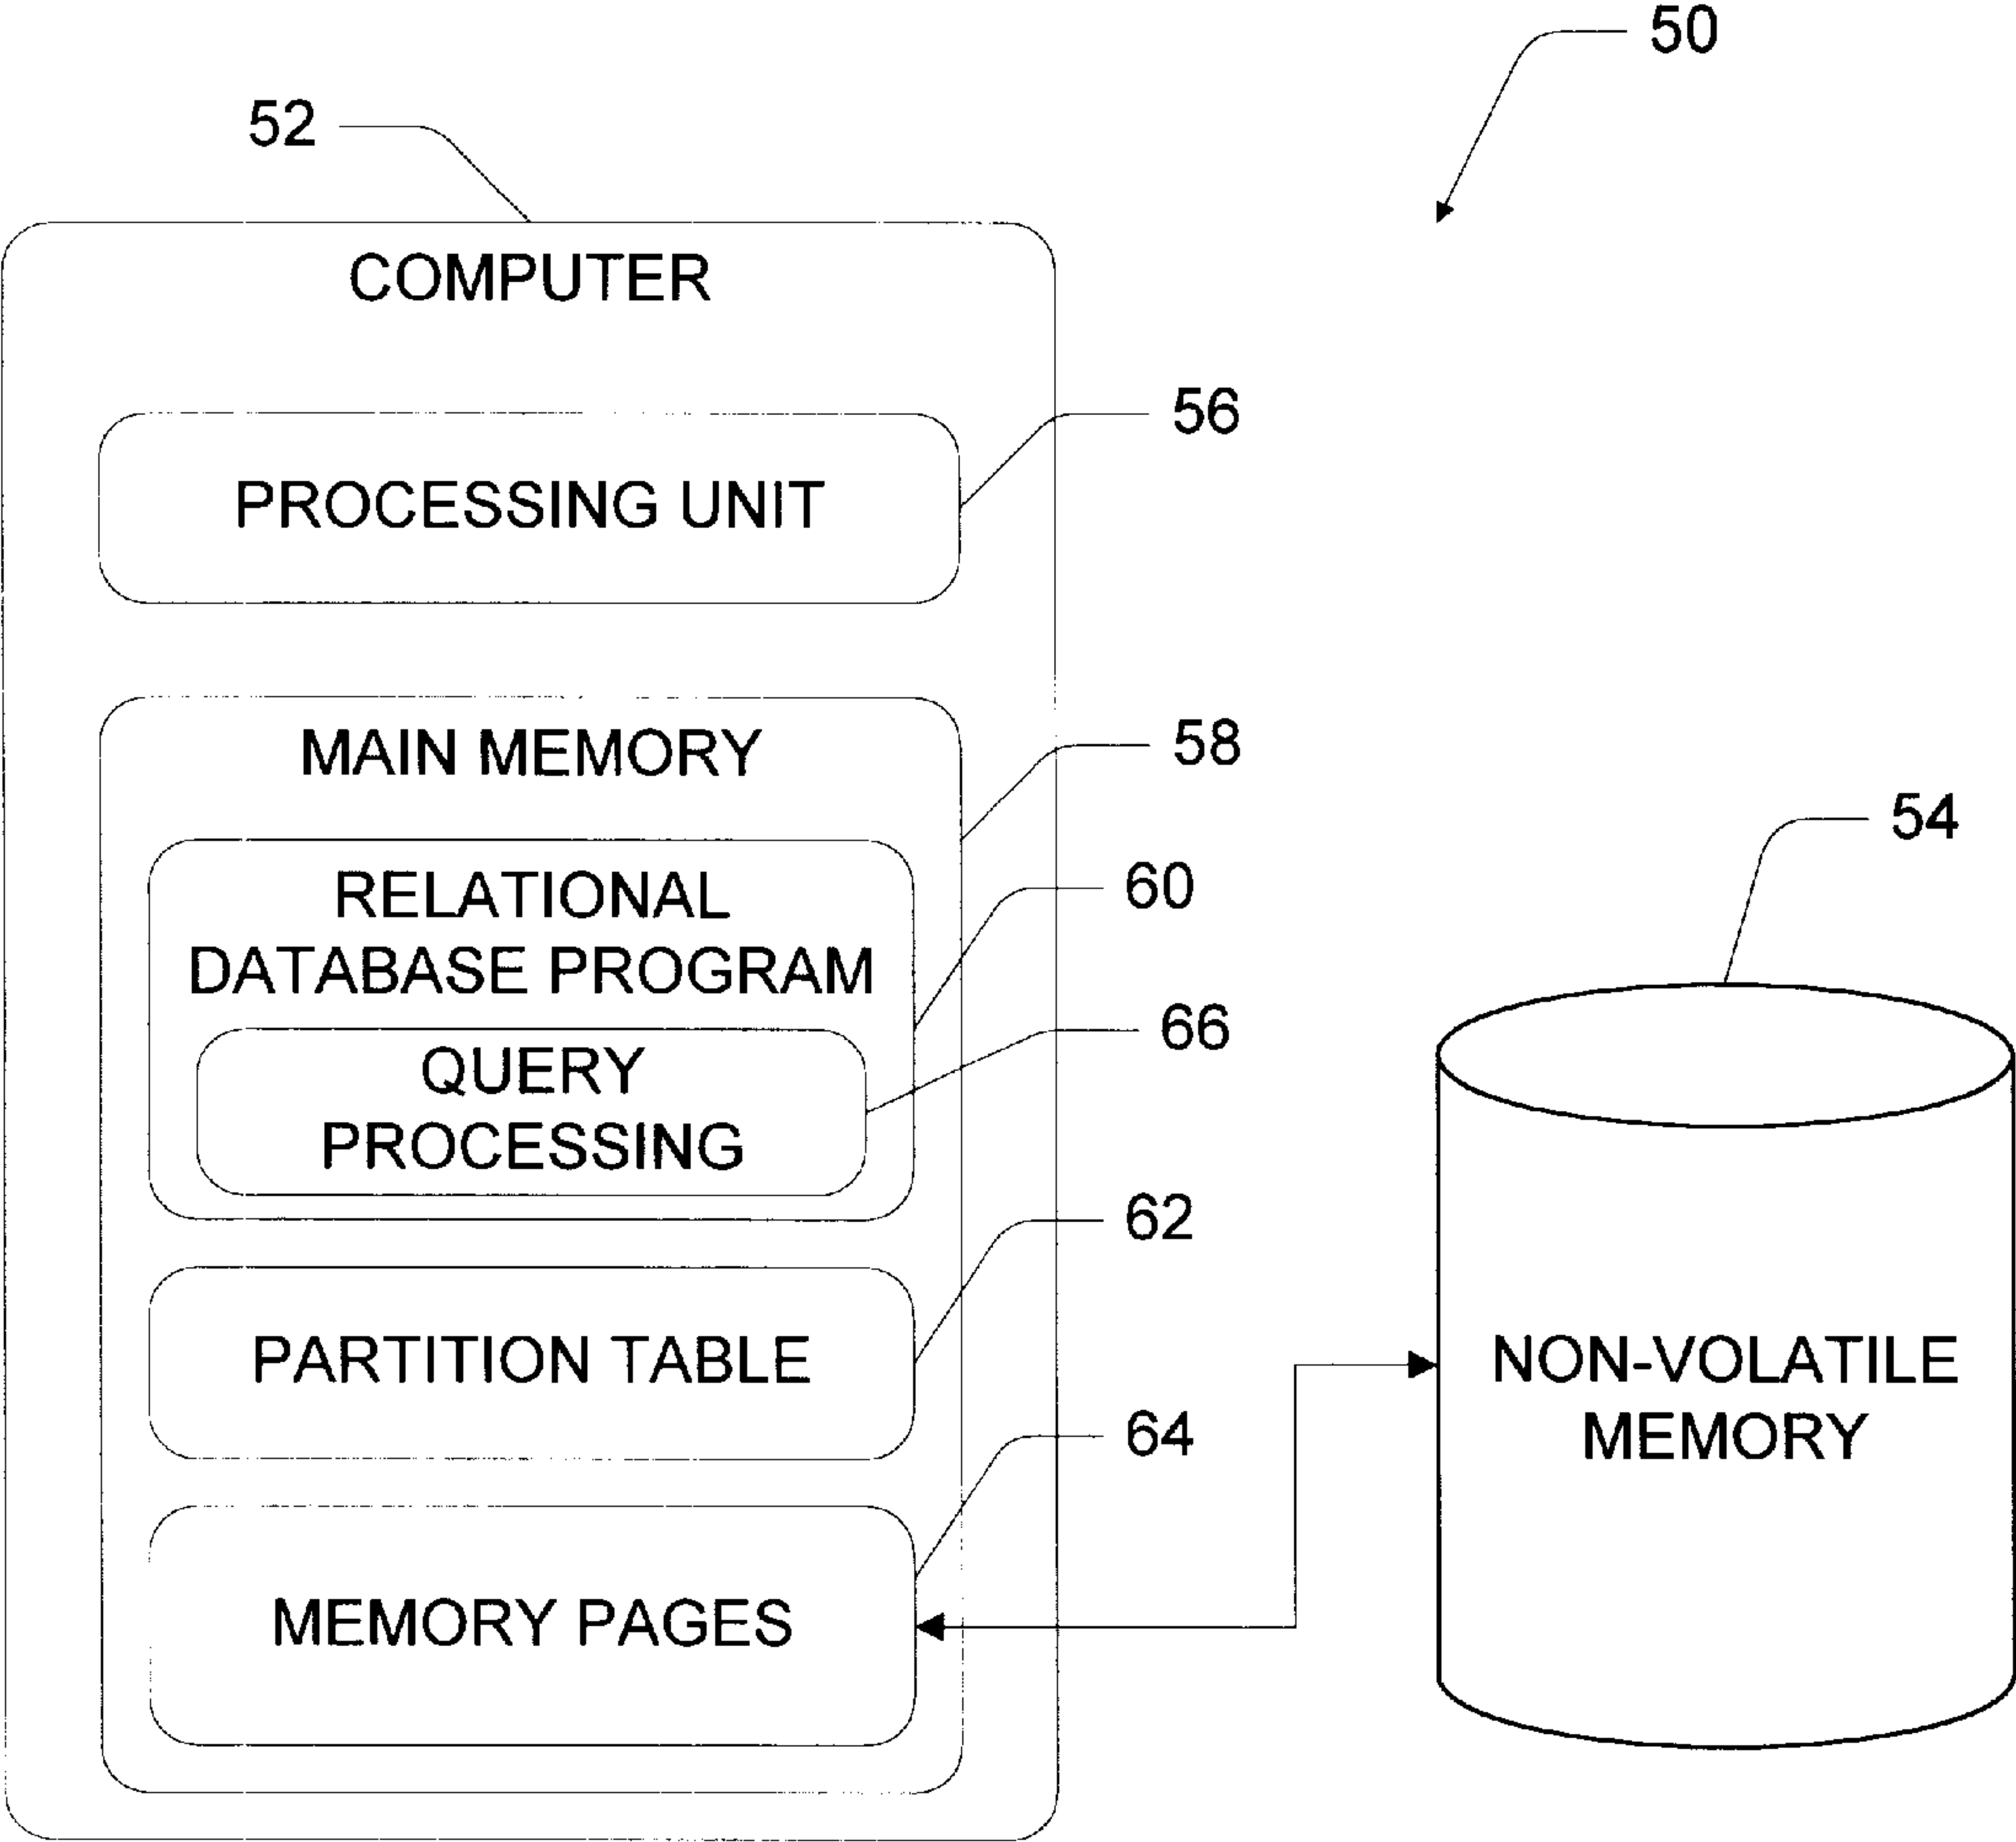 50
52
COMPUTER
56
PROCESSING UNIT
58
MAIN MEMORY
54
60
RELATIONAL
DATABASE PROGRAM
66
QUERY
PROCESSING
62
PARTITION TABLE
NON-VOLATILE
MEMORY
64
MEMORY PAGES